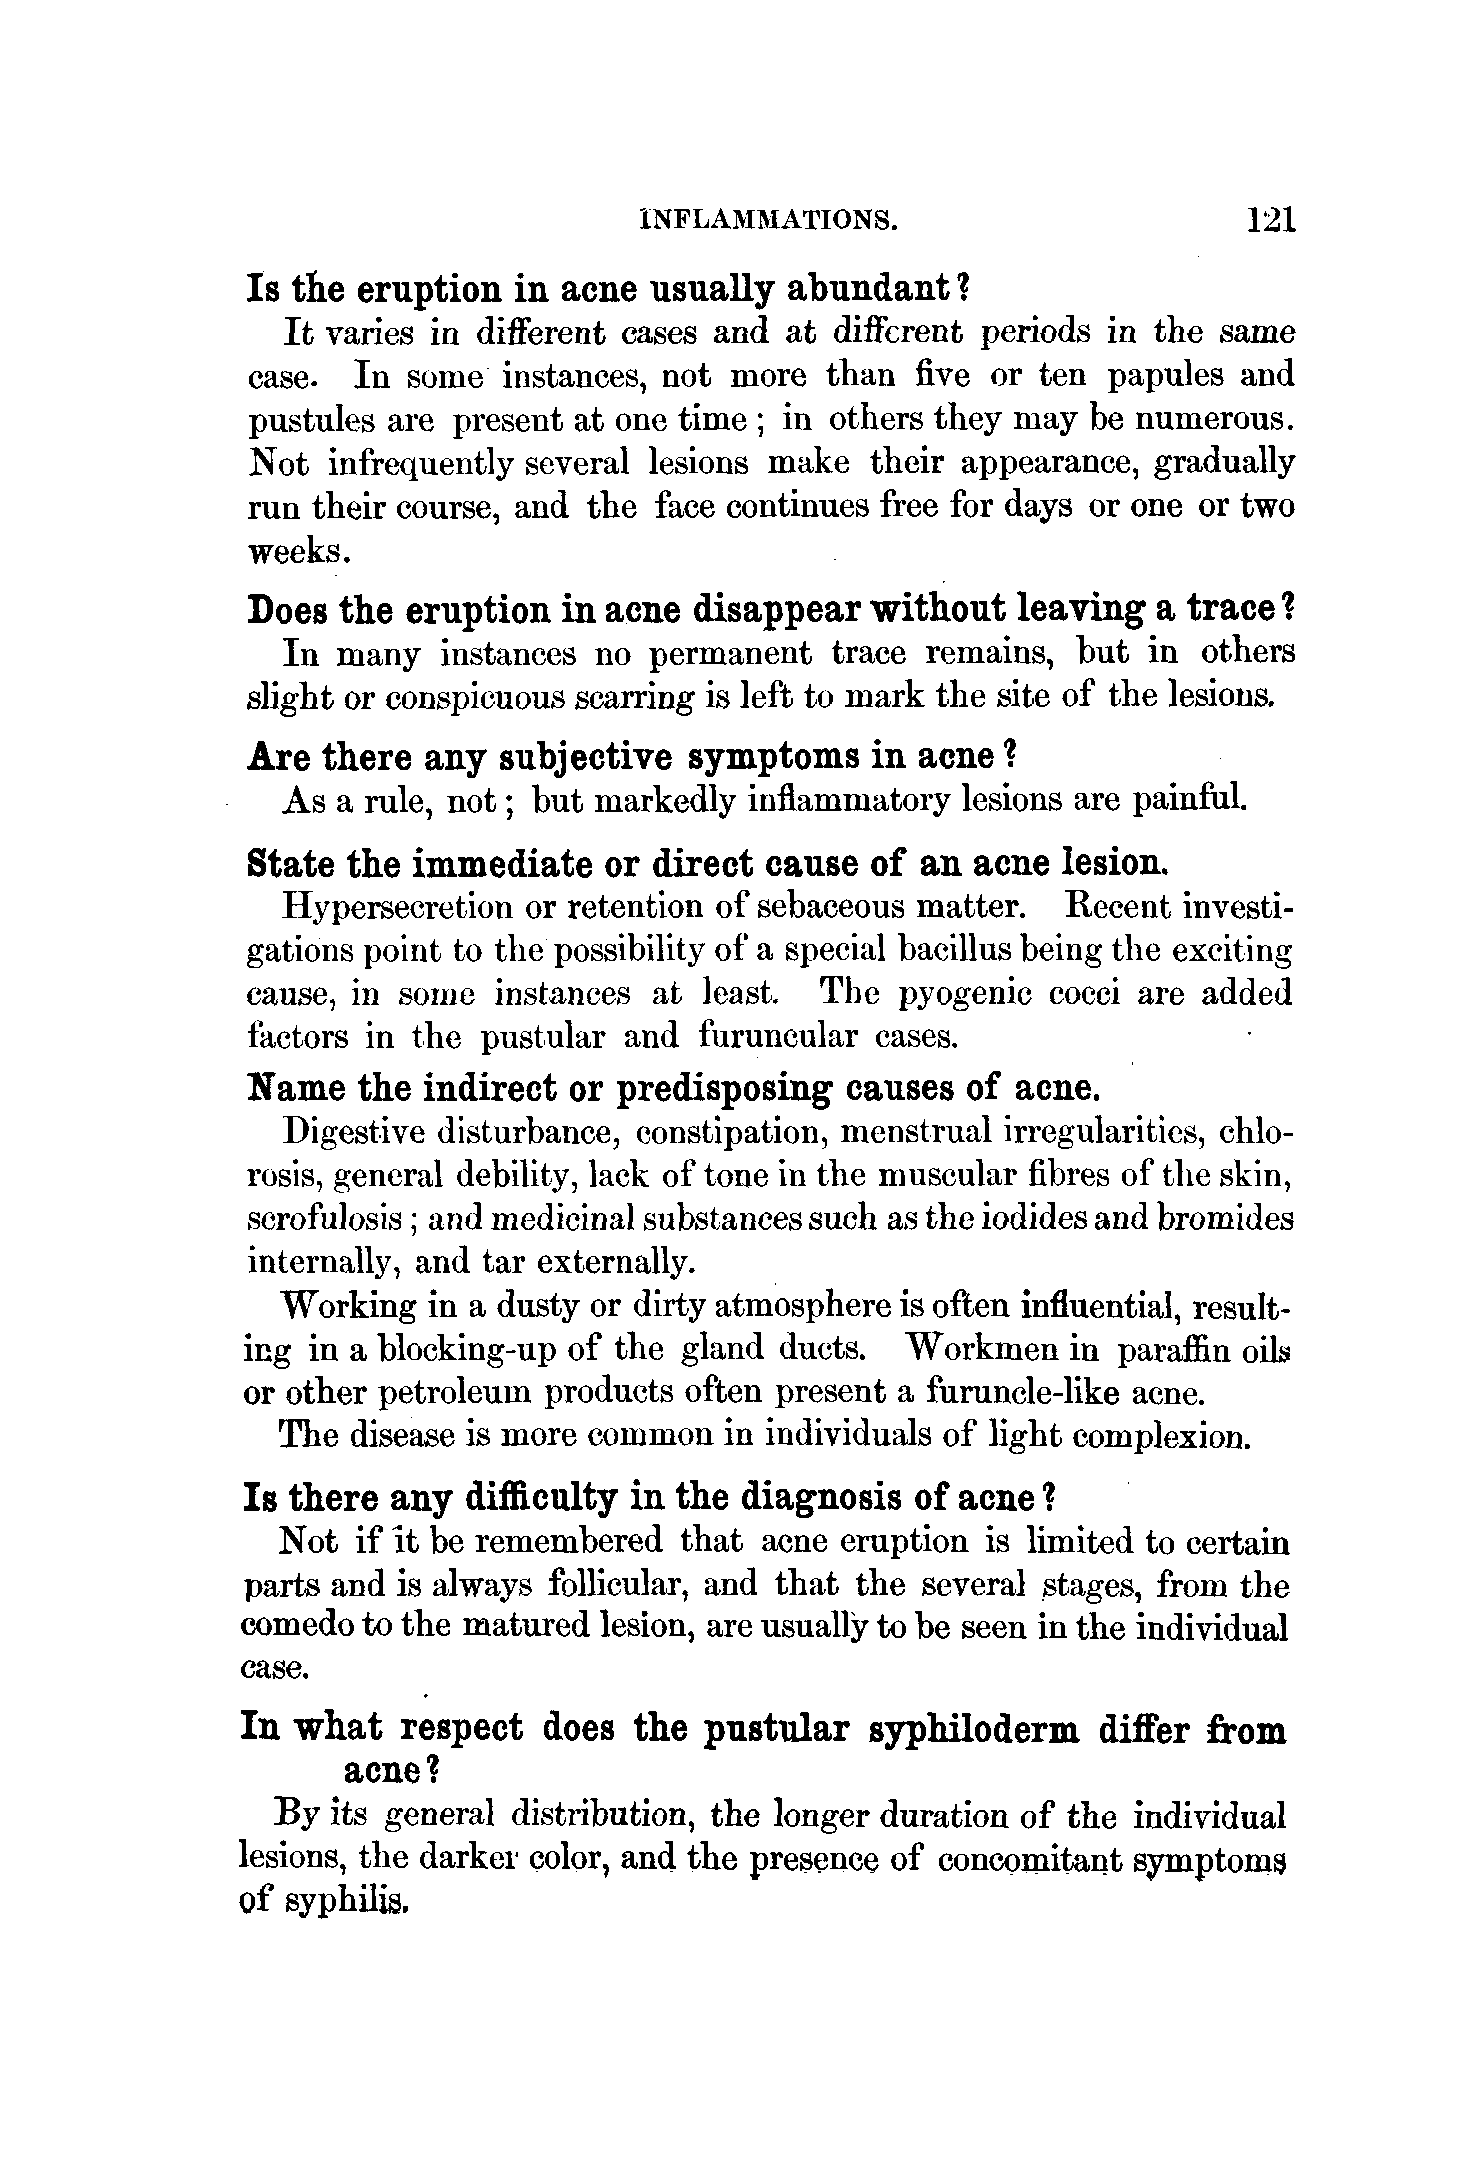 INFLAMMATIONS. 121
Is the eruption in acne usually abundant?
It varies in different cases and at different periods in the same
case. In some instances, not more than five or ten papules and
pustules are present at one time; in others they may be numerous.
Not infrequently several lesions make their appearance, gradually
run their course, and the face continues free for days or one or two
weeks.
Does the eruption in acne disappear without leaving a trace?
In many instances no permanent trace remains, but in others
slight or conspicuous scarring is left to mark the site of the lesions.
Are there any subjective symptoms in acne?
As a rule, not; but markedly inflammatory lesions are painful.
State the immediate or direct cause of an acne lesion.
Hypersecretion or retention of sebaceous matter. Recent investi-
gations point to the possibility of a special bacillus being the exciting
cause, in some instances at least. The pyogenic cocci are added
factors in the pustular and furuncular cases.
Name the indirect or predisposing causes of acne.
Digestive disturbance, constipation, menstrual irregularities, chlo-
rosis, general debility, lack of tone in the muscular fibres of the skin,
scrofulosis; and medicinal substances such as the iodides and bromides
internally, and tar externally.
Working in a dusty or dirty atmosphere is often influential, result-
ing in a blocking-up of the gland ducts. Workmen in paraffin oils
or other petroleum products often present a furuncle-like acne.
The disease is more common in individuals of light complexion.
Is there any difficulty in the diagnosis of acne?
Not if it be remembered that acne eruption is limited to certain
parts and is always follicular, and that the several stages, from the
comedo to the matured lesion, are usually to be seen in the individual
case.
In what respect does the pustular syphiloderm differ from
acne?
By its general distribution, the longer duration of the individual
lesions, the darker color, and the presence of concomitant symptoms
of syphilis.